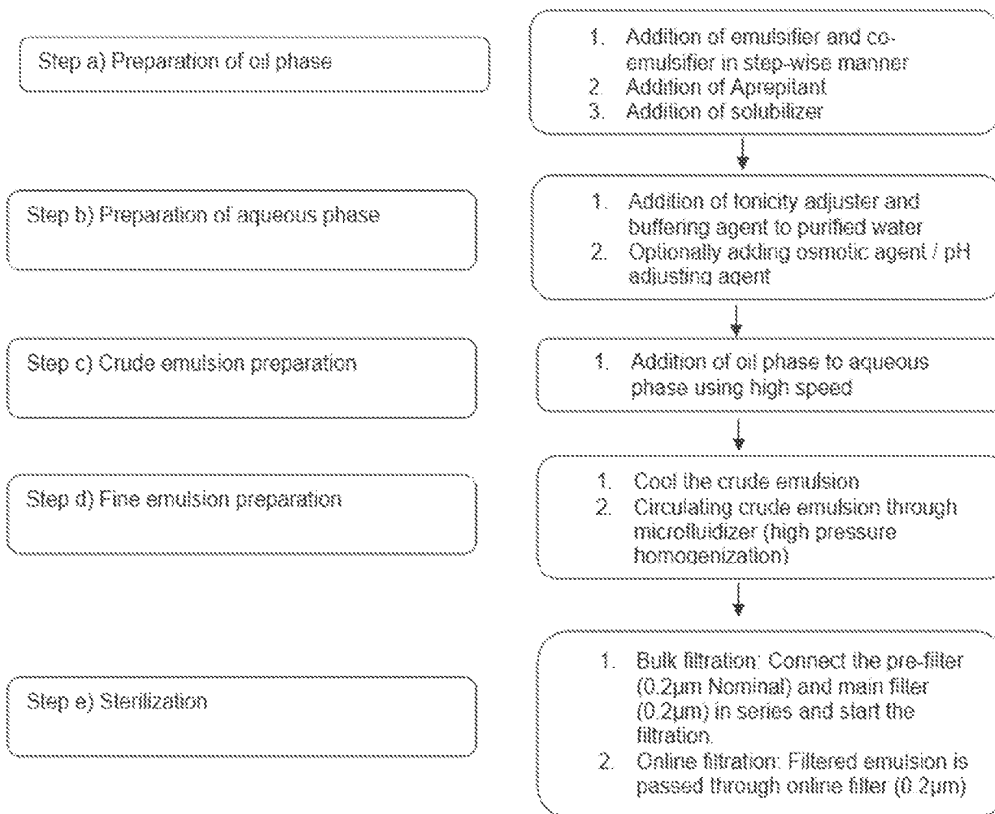 Step a) Preparation of oil phase
1. Addition of emulsifier and co-
emulsifier in step-wise manner
2. Addition of Aprepitant
3. Addition of solubilizer
Step b) Preparation of aqueous phase
1. Addition of tonicity adjuster and
buffering agent to purified water
2. Optionally adding osmotic agent / pH
adjusting agent
Step c) Crude emulsion preparation
1. Addition of oil phase to aqueous
phase using high speed
Step d) Fine emulsion preparation
1. Cool the crude emulsion
2. Circulating crude emulsion through
microfluidizer (high pressure
homogenization)
Step e) Sterilization
1. Bulk filtration: Connect the pre-filter
(0.2μm Nominal) and main filter
(0.2μm) in series and start the
filtration.
2. Online filtration: Filtered emulsion is
passed through online filter (0.2μm)